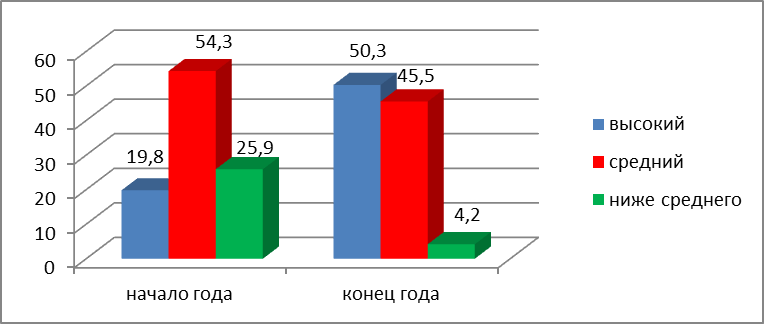 54,3
50,3
45,5
19,8
25,9
4,2
60
50
40
30
20
10
0
начало года
конец года
высокий
средний
ниже среднего